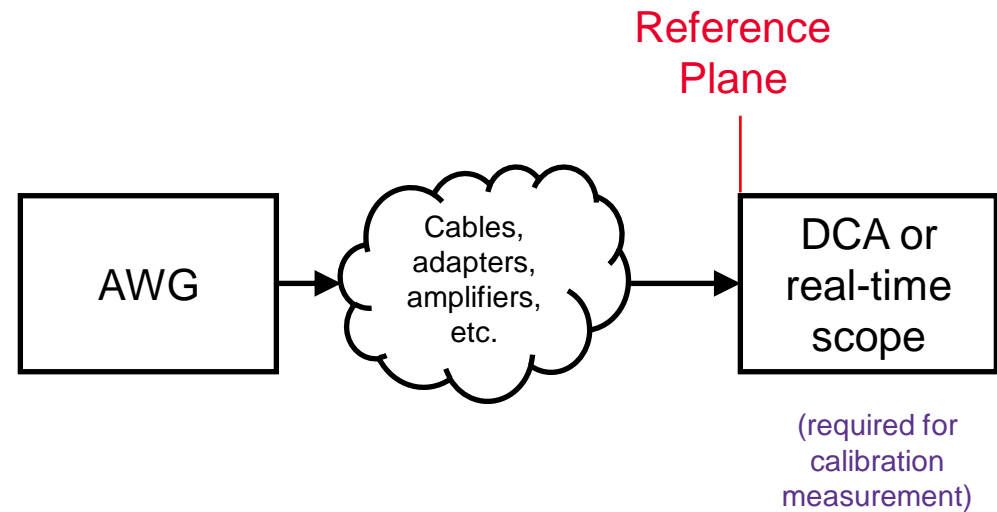 Reference
Plane
AWG
Cables,
adapters,
amplifiers,
etc.
DCA or
real-time
scope
(required for
calibration
measurement)